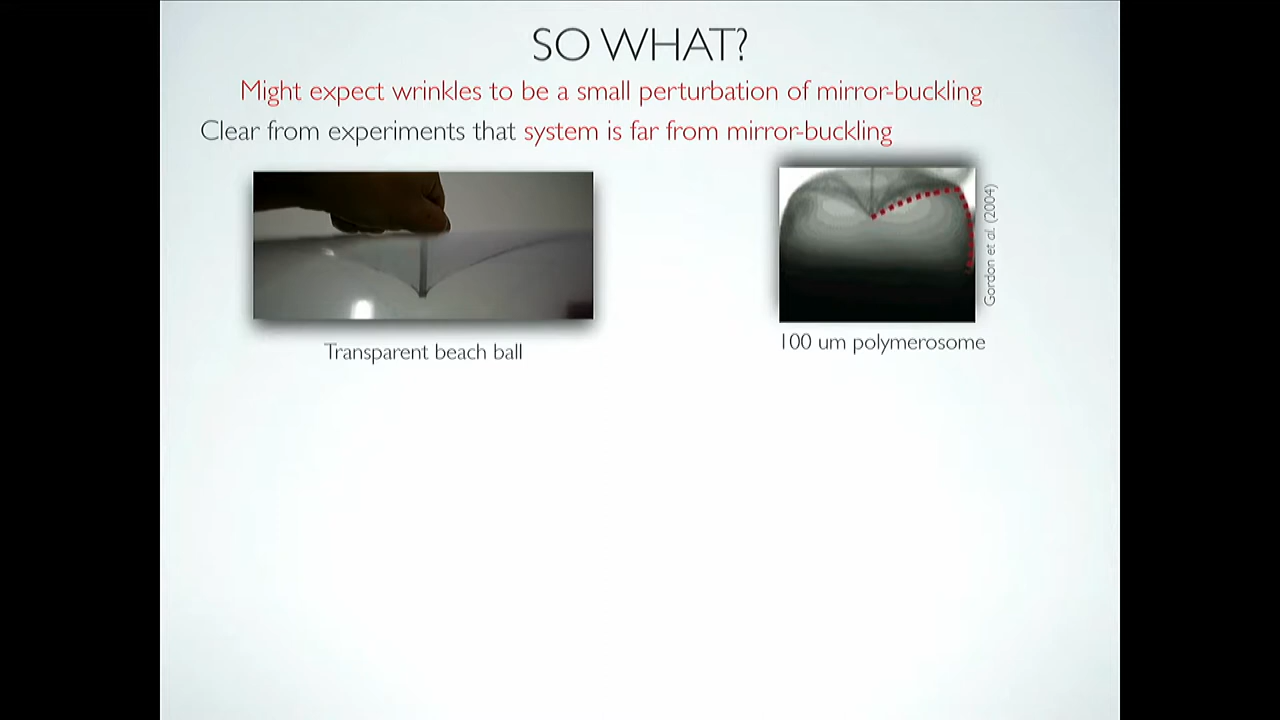 SO WHAT?
Might expect wrinkles to be a small perturbation of mirror-buckling
Clear from experiments that system is far from mirror-buckling
Gordon et al. (2004)
Transparent beach ball
100 um polymerosome